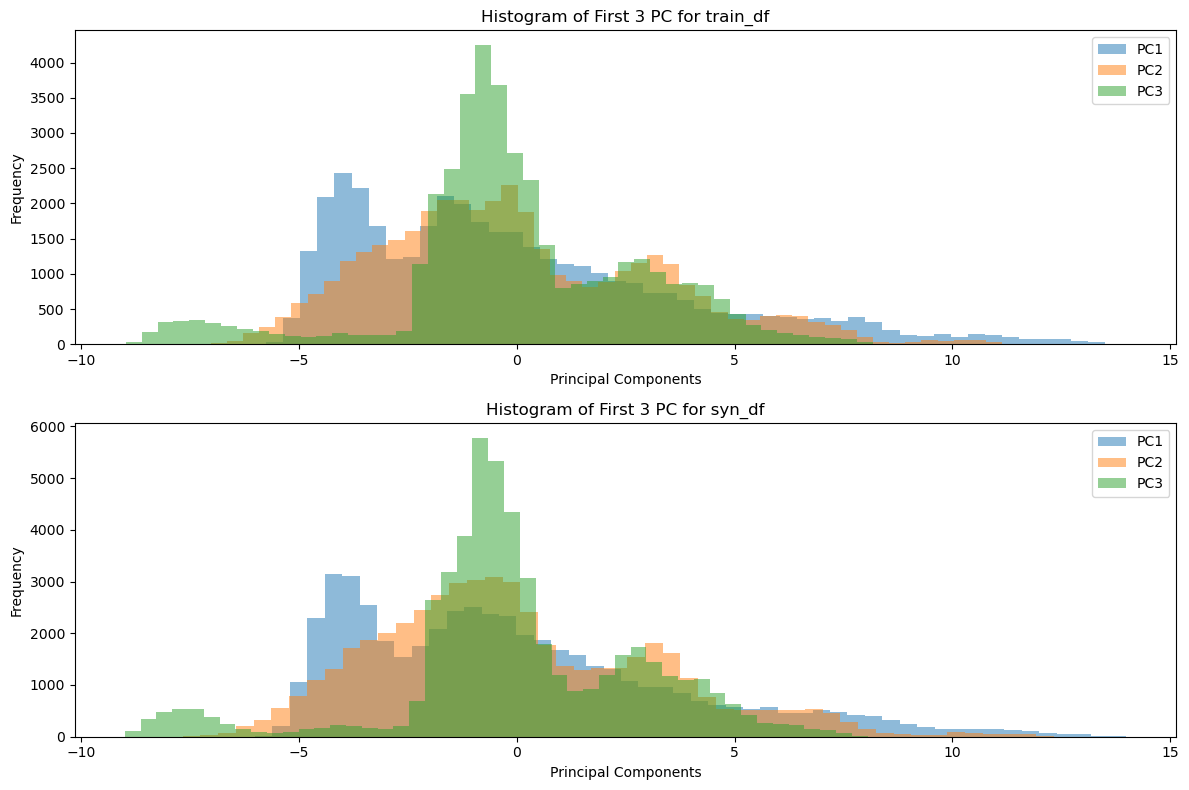 Histogram of First 3 PC for train_df
PC1
PC2
PC3
4000
3500
3000
2500
2000
1500
1000
500
0
Frequency
-10
-5
0
5
10
15
Principal Components
Histogram of First 3 PC for syn_df
PC1
PC2
PC3
6000
5000
4000
3000
2000
1000
0
Frequency
-10
-5
0
5
10
15
Principal Components